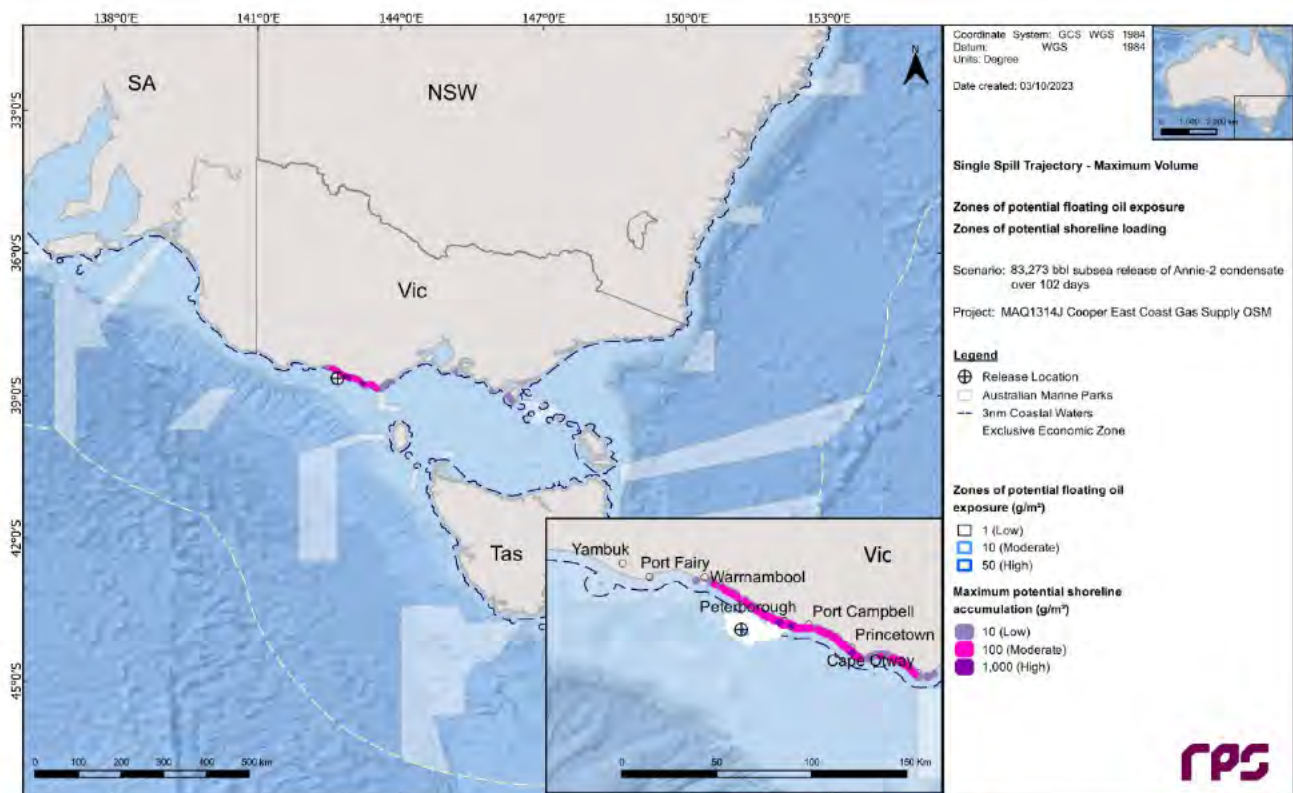 138°0'E 141°0'E 144°0'E 147°0'E 150°0'E 153°0'E
33°0'S
36°0'S
39°0'S
42°0'S
45°0'S
SA
NSW
Vic
Tas
N
0 100 200 300 400 500 Km
Yambuk
Port Fairy
Warrnambool
Vic
Peterborough
Port Campbell
Princetown
Cape Otway
0 50 100 150 Km
Coordinate System: GCS WGS 1984
Datum: WGS 1984
Units: Degree
Date created: 03/10/2023
0 1,000 2,000 km
Single Spill Trajectory - Maximum Volume
Zones of potential floating oil exposure
Zones of potential shoreline loading
Scenario: 83,273 bbl subsea release of Annie-2 condensate
over 102 days
Project: MAQ1314J Cooper East Coast Gas Supply OSM
Legend
Release Location
Australian Marine Parks
3nm Coastal Waters
Exclusive Economic Zone
Zones of potential floating oil
exposure (g/m²)
1 (Low)
10 (Moderate)
50 (High)
Maximum potential shoreline
accumulation (g/m²)
10 (Low)
100 (Moderate)
1,000 (High)
rps